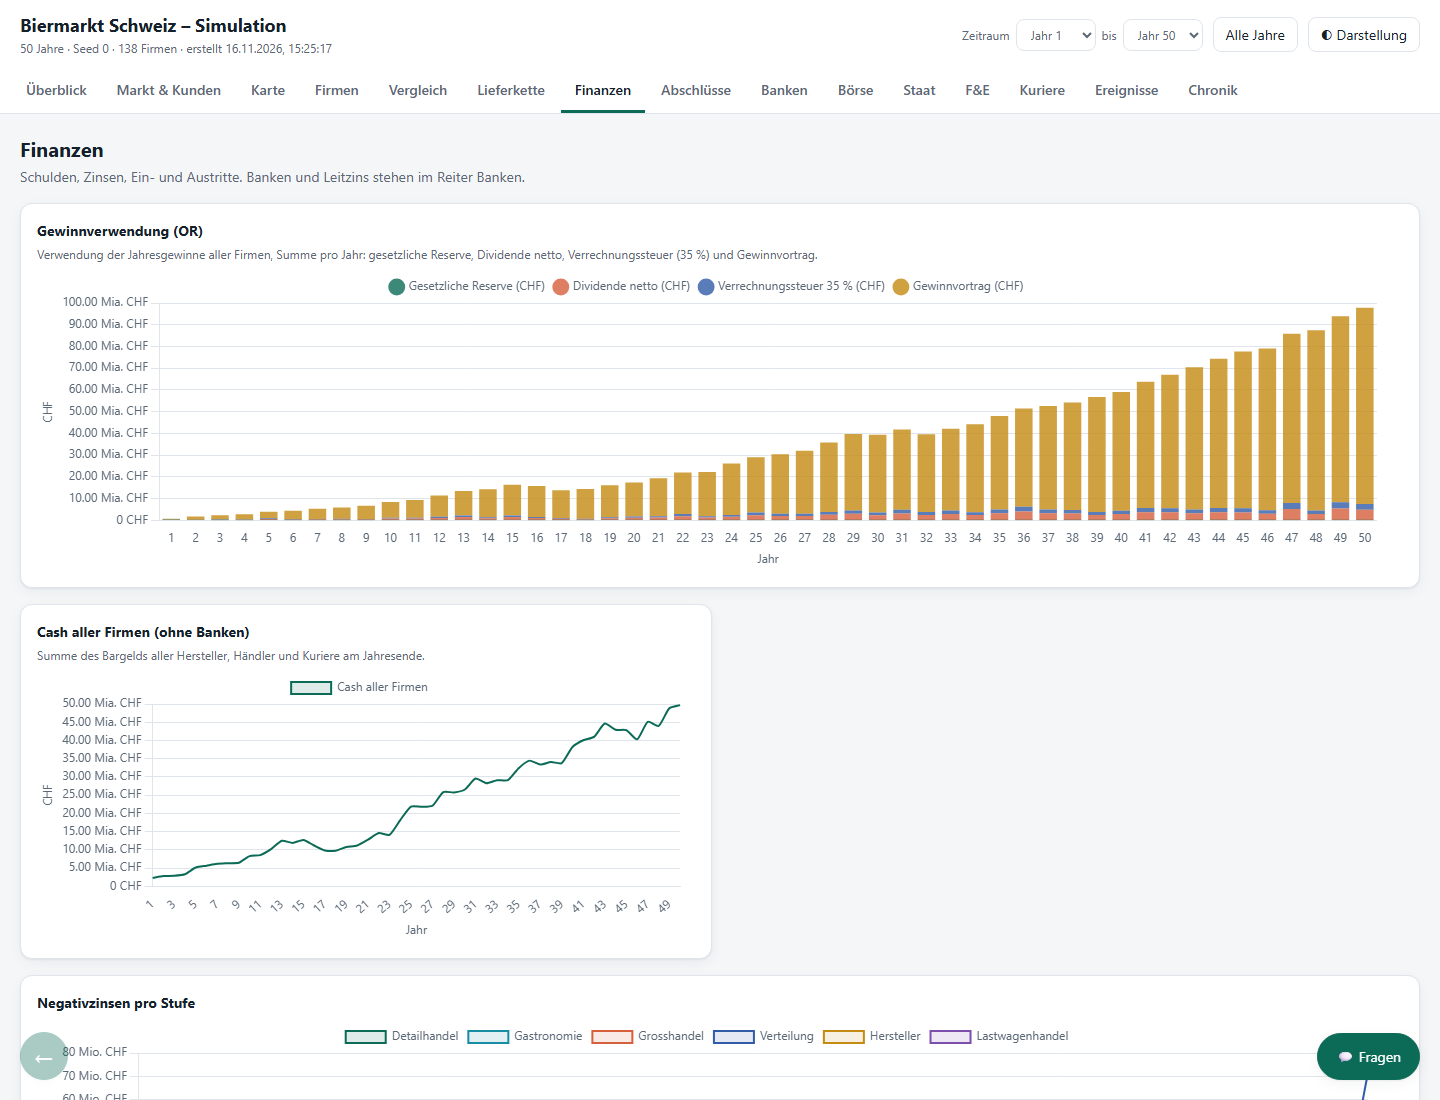 Biermarkt Schweiz – Simulation
50 Jahre · Seed 0 · 138 Firmen · erstellt 16.11.2026, 15:25:17
Zeitraum Jahr 1 bis Jahr 50 Alle Jahre Darstellung
Überblick Markt & Kunden Karte Firmen Vergleich Lieferkette Finanzen Abschlüsse Banken Börse Staat F&E Kuriere Ereignisse Chronik
Finanzen
Schulden, Zinsen, Ein- und Austritte. Banken und Leitzins stehen im Reiter Banken.
Gewinnverwendung (OR)
Verwendung der Jahresgewinne aller Firmen, Summe pro Jahr: gesetzliche Reserve, Dividende netto, Verrechnungssteuer (35 %) und Gewinnvortrag.
Gesetzliche Reserve (CHF) Dividende netto (CHF) Verrechnungssteuer 35 % (CHF) Gewinnvortrag (CHF)
100.00 Mia. CHF
90.00 Mia. CHF
80.00 Mia. CHF
70.00 Mia. CHF
60.00 Mia. CHF
50.00 Mia. CHF
40.00 Mia. CHF
30.00 Mia. CHF
20.00 Mia. CHF
10.00 Mia. CHF
0 CHF
CHF
1 2 3 4 5 6 7 8 9 10 11 12 13 14 15 16 17 18 19 20 21 22 23 24 25 26 27 28 29 30 31 32 33 34 35 36 37 38 39 40 41 42 43 44 45 46 47 48 49 50
Jahr
Cash aller Firmen (ohne Banken)
Summe des Bargelds aller Hersteller, Händler und Kuriere am Jahresende.
Cash aller Firmen
50.00 Mia. CHF
45.00 Mia. CHF
40.00 Mia. CHF
35.00 Mia. CHF
30.00 Mia. CHF
25.00 Mia. CHF
20.00 Mia. CHF
15.00 Mia. CHF
10.00 Mia. CHF
5.00 Mia. CHF
0 CHF
CHF
1 3 5 7 9 11 13 15 17 19 21 23 25 27 29 31 33 35 37 39 41 43 45 47 49
Jahr
Negativzinsen pro Stufe
Detailhandel Gastronomie Grosshandel Verteilung Hersteller Lastwagenhandel
80 Mio. CHF
70 Mio. CHF
60 Mio. CHF
Fragen